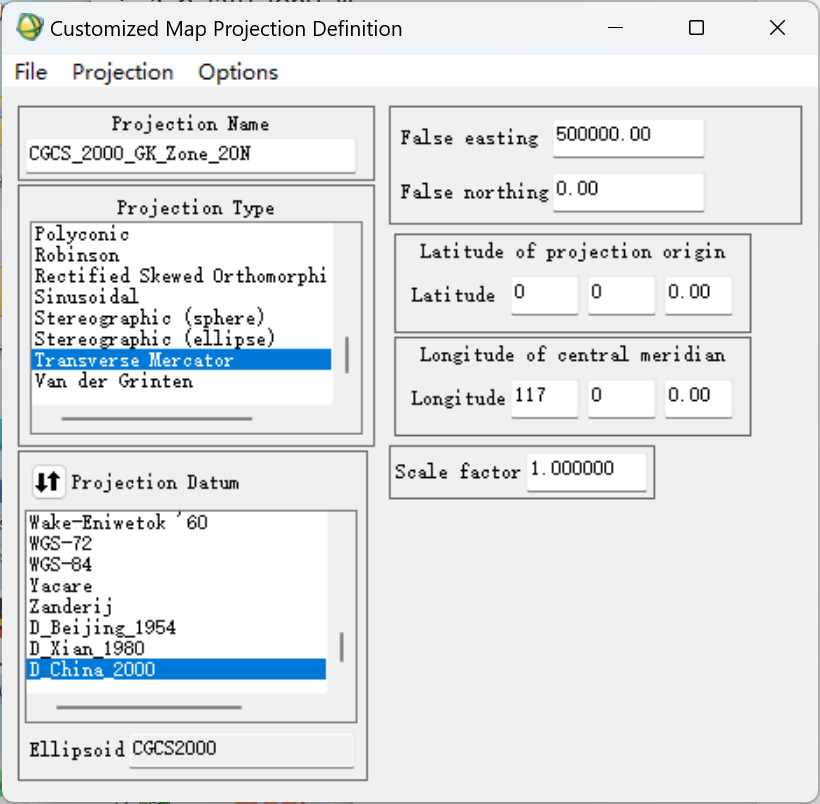 Customized Map Projection Definition
File Projection Options
Projection Name
CGCS_2000_GK_Zone_20N
Projection Type
Polyconic
Robinson
Rectified Skewed Orthomorphi
Sinusoidal
Stereographic (sphere)
Stereographic (ellipse)
Transverse Mercator
Van der Grinten
Projection Datum
Wake-Eniwetok '60
WGS-72
WGS-84
Yacare
Zanderij
D_Beijing_1954
D_Xian_1980
D_China_2000
Ellipsoid CGCS2000
False easting 500000.00
False northing 0.00
Latitude of projection origin
Latitude 0 0 0.00
Longitude of central meridian
Longitude 117 0 0.00
Scale factor 1.000000